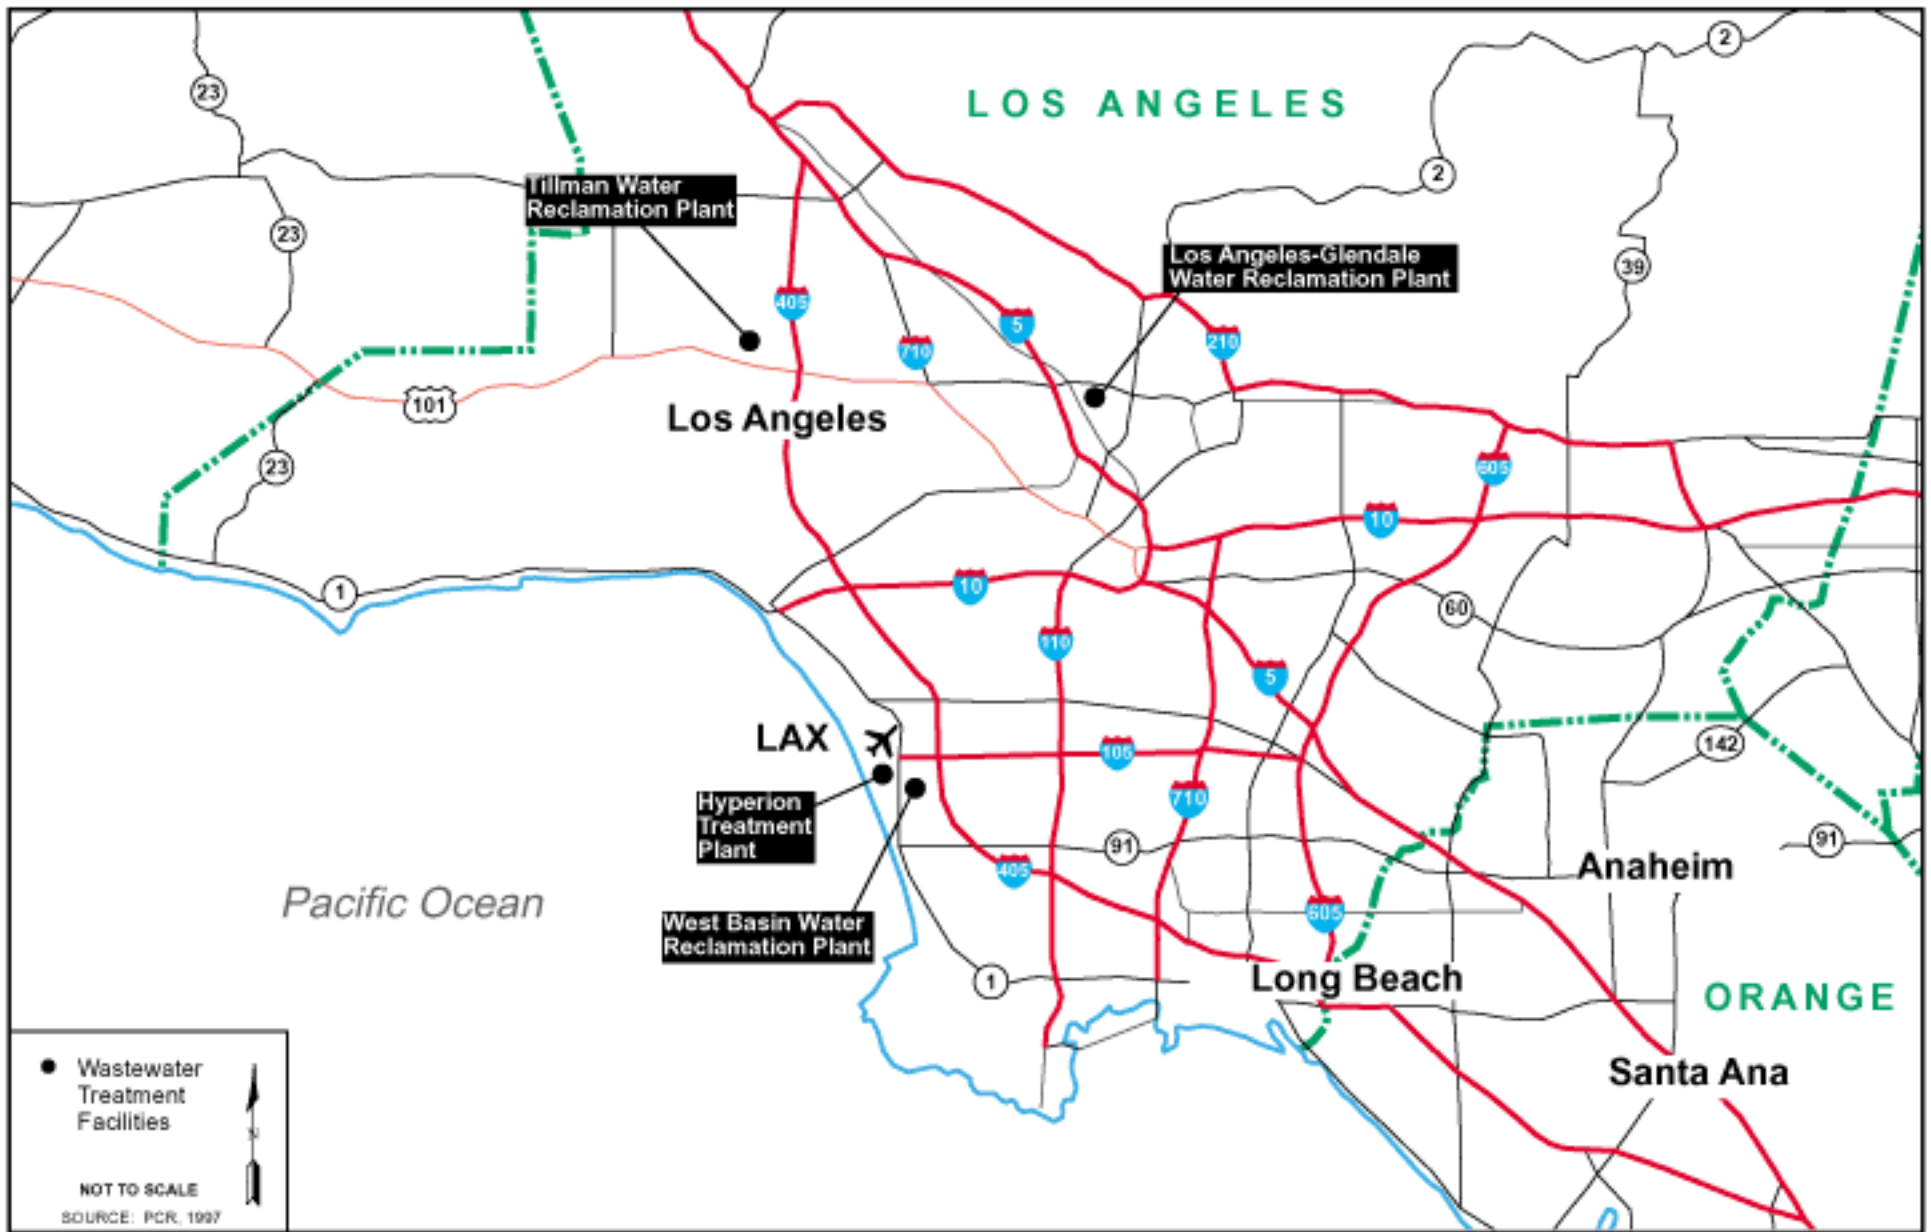 2
23
LOS ANGELES
2
Tillman Water
Reclamation Plant
23
Los Angeles-Glendale
Water Reclamation Plant
39
405
5
710
210
101
Los Angeles
23
605
10
1
10
60
110
5
LAX
105
142
Hyperion
Treatment
Plant
710
91
91
405
Anaheim
Pacific Ocean
605
West Basin Water
Reclamation Plant
1
Long Beach
ORANGE
Santa Ana
Wastewater
Treatment
Facilities
N
NOT TO SCALE
SOURCE: PCR, 1997